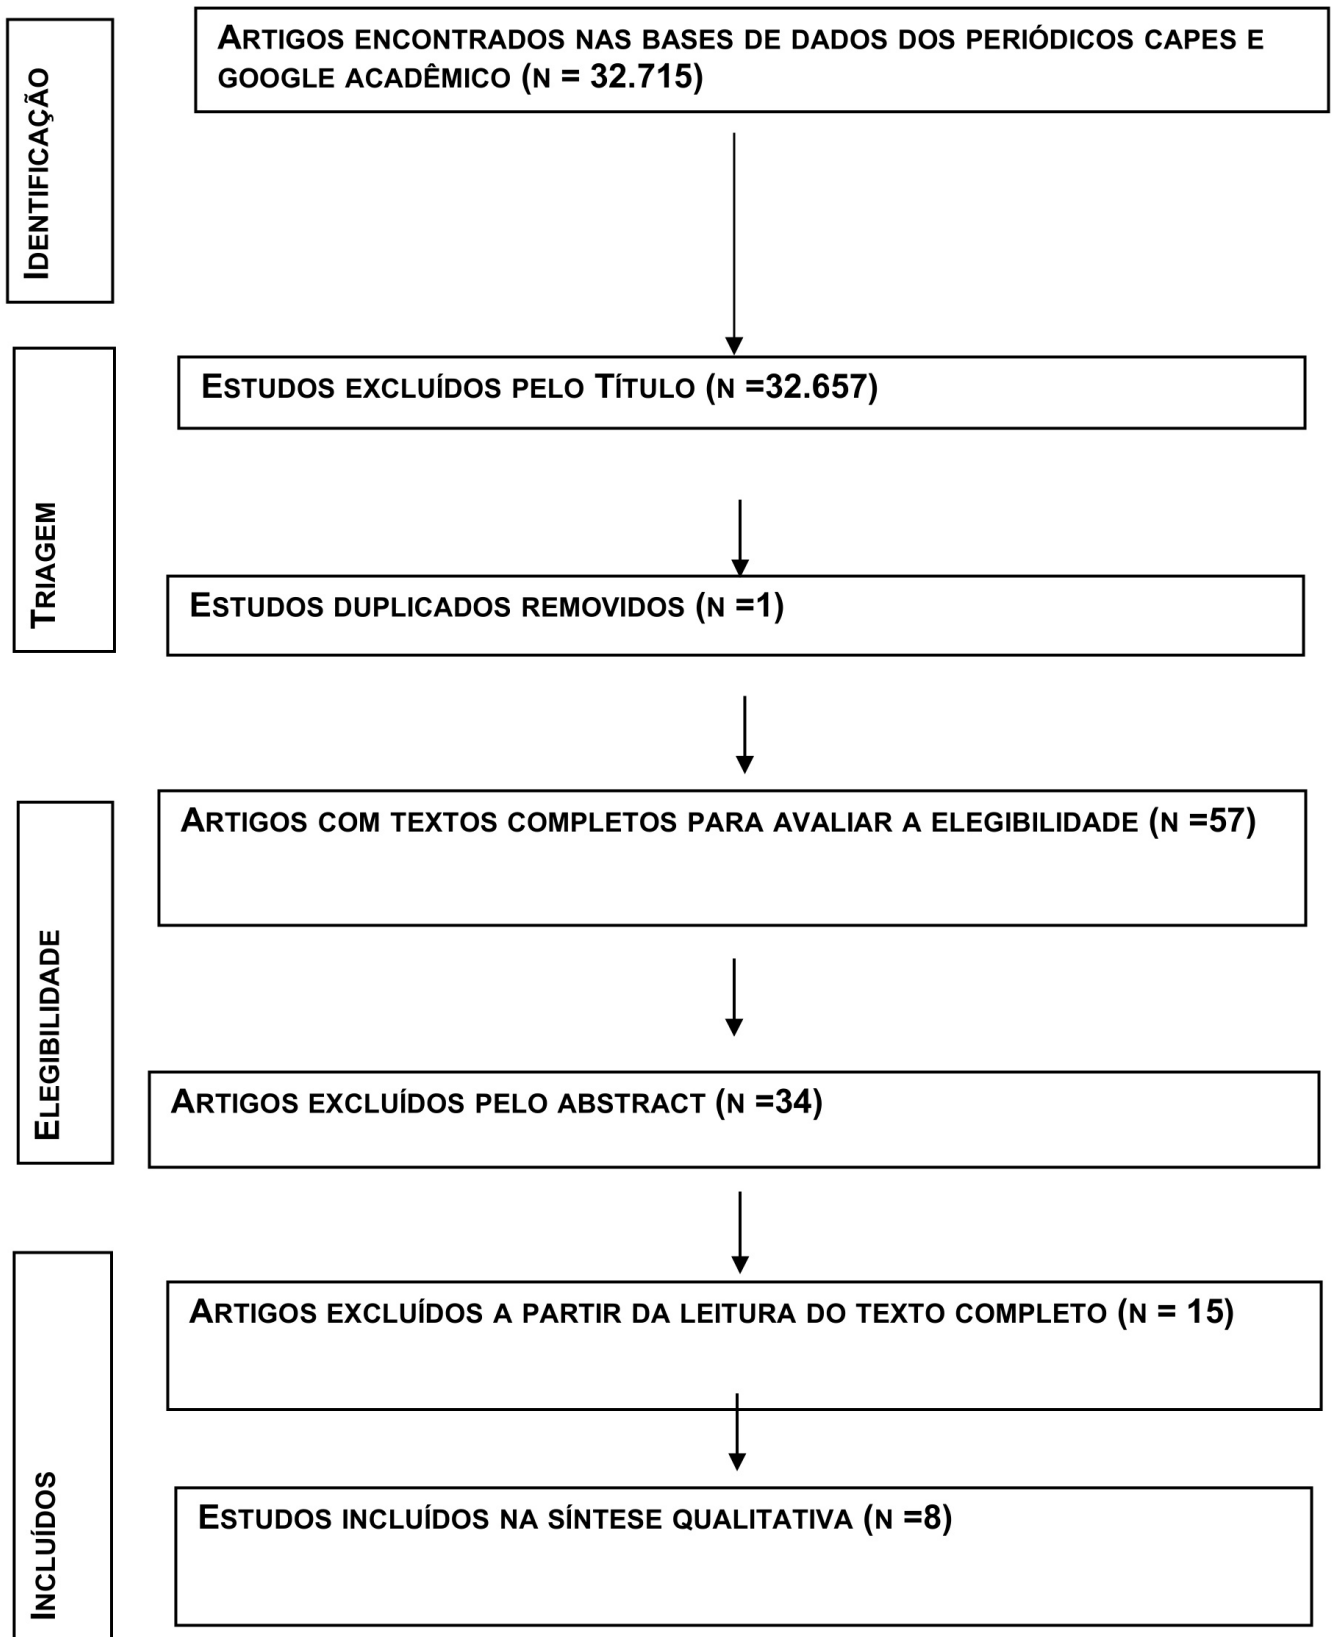 IDENTIFICAÇÃO
ARTIGOS ENCONTRADOS NAS BASES DE DADOS DOS PERIÓDICOS CAPES E
GOOGLE ACADÊMICO (N = 32.715)
TRIAGEM
ESTUDOS EXCLUÍDOS PELO TÍTULO (N =32.657)
ESTUDOS DUPLICADOS REMOVIDOS (N =1)
ELEGIBILIDADE
ARTIGOS COM TEXTOS COMPLETOS PARA AVALIAR A ELEGIBILIDADE (N =57)
ARTIGOS EXCLUÍDOS PELO ABSTRACT (N =34)
INCLUÍDOS
ARTIGOS EXCLUÍDOS A PARTIR DA LEITURA DO TEXTO COMPLETO (N = 15)
ESTUDOS INCLUÍDOS NA SÍNTESE QUALITATIVA (N =8)